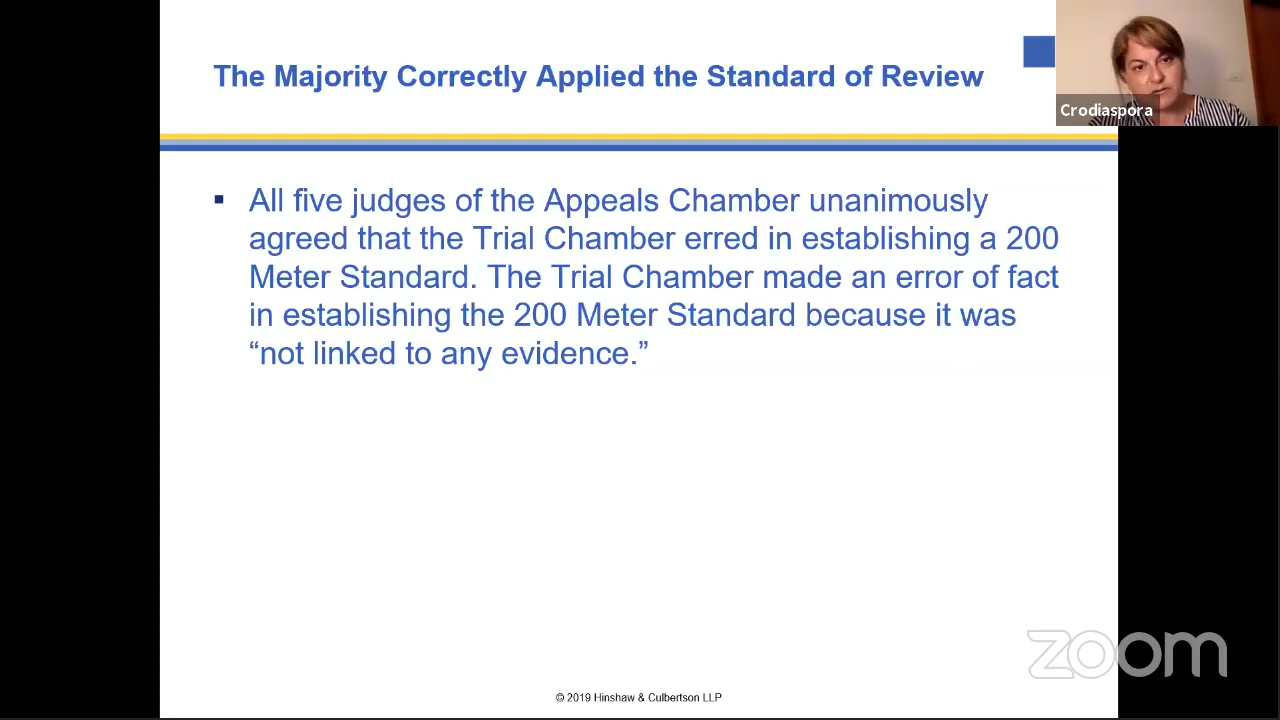 The Majority Correctly Applied the Standard of Review
Crodiaspora
▪ All five judges of the Appeals Chamber unanimously
agreed that the Trial Chamber erred in establishing a 200
Meter Standard. The Trial Chamber made an error of fact
in establishing the 200 Meter Standard because it was
“not linked to any evidence.”
zoom
© 2019 Hinshaw & Culbertson LLP